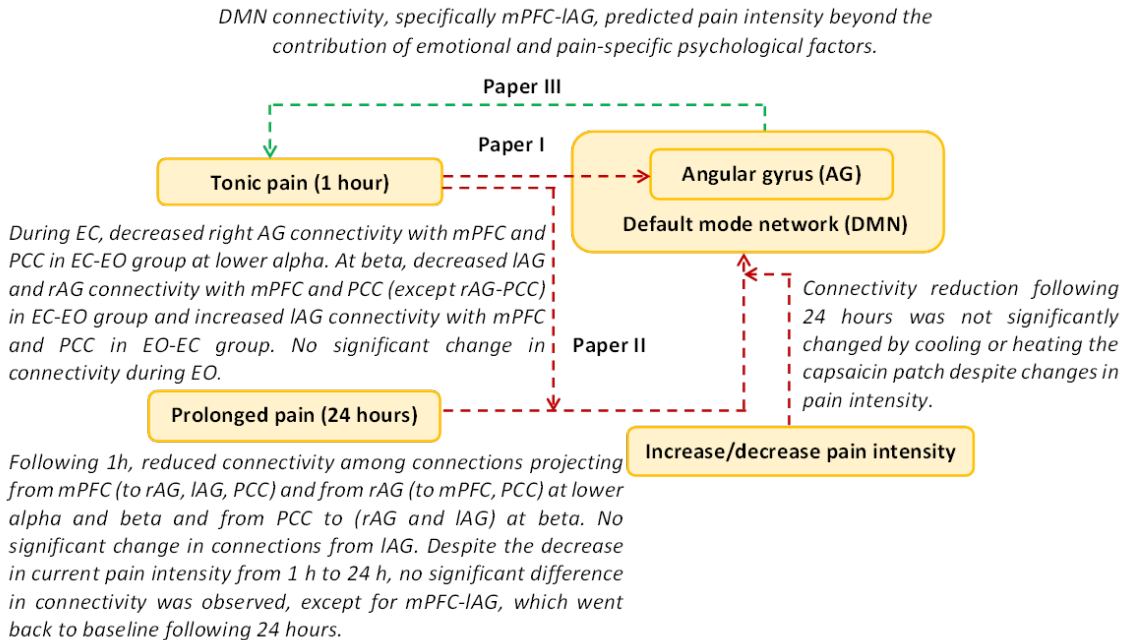 DMN connectivity, specifically mPFC-lAG, predicted pain intensity beyond the
contribution of emotional and pain-specific psychological factors.
Paper III
Paper I
Tonic pain (1 hour)
Angular gyrus (AG)
Default mode network (DMN)
During EC, decreased right AG connectivity with mPFC and
PCC in EC-EO group at lower alpha. At beta, decreased lAG
and rAG connectivity with mPFC and PCC (except rAG-PCC)
in EC-EO group and increased lAG connectivity with mPFC
and PCC in EO-EC group. No significant change in
connectivity during EO.
Paper II
Connectivity reduction following
24 hours was not significantly
changed by cooling or heating the
capsaicin patch despite changes in
pain intensity.
Prolonged pain (24 hours)
Increase/decrease pain intensity
Following 1h, reduced connectivity among connections projecting
from mPFC (to rAG, lAG, PCC) and from rAG (to mPFC, PCC) at lower
alpha and beta and from PCC to (rAG and lAG) at beta. No
significant change in connections from lAG. Despite the decrease
in current pain intensity from 1 h to 24 h, no significant difference
in connectivity was observed, except for mPFC-lAG, which went
back to baseline following 24 hours.